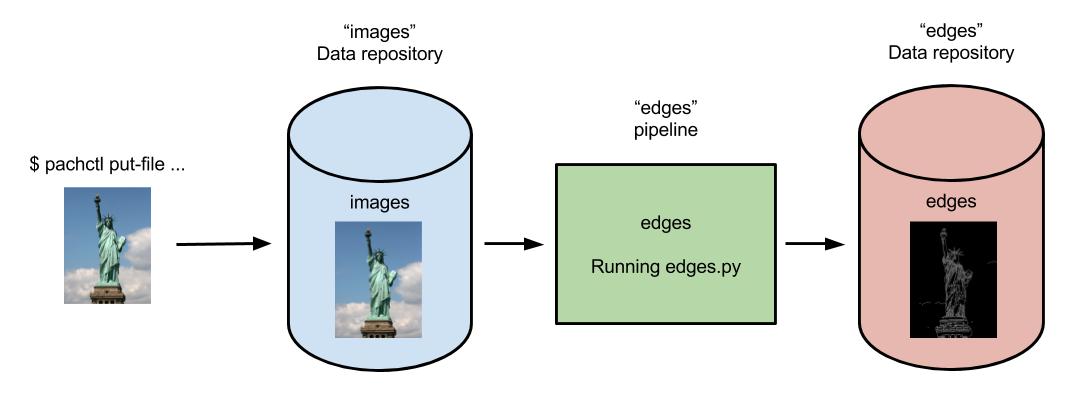 “images”
Data repository
“edges”
Data repository
“edges”
pipeline
$ pachctl put-file ...
images
edges
Running edges.py
edges